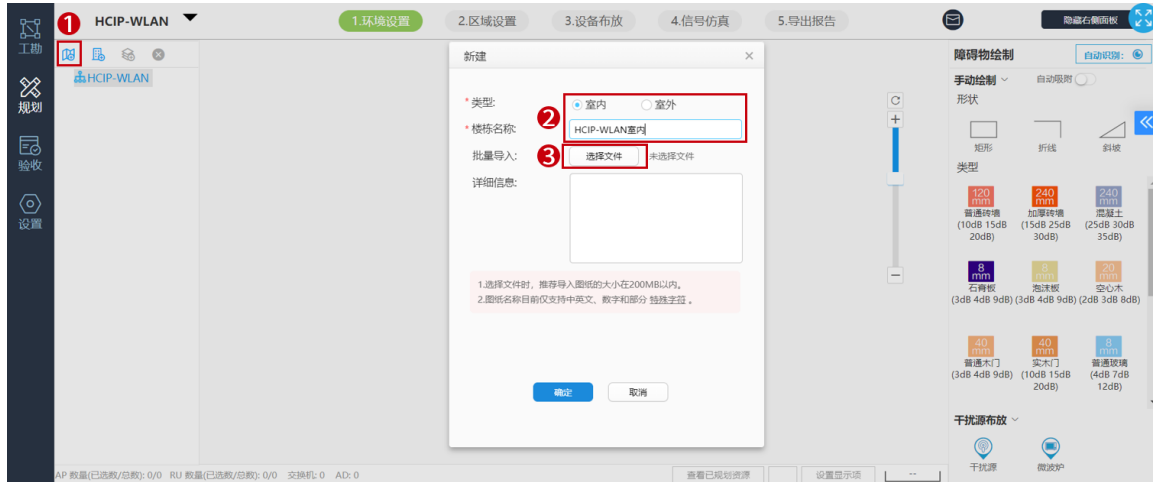 工勘
规划
验收
设置
1
HCIP-WLAN
1.环境设置
2.区域设置
3.设备布放
4.信号仿真
5.导出报告
隐藏右侧面板
HCIP-WLAN
新建
* 类型:
2
室内
室外
* 楼栋名称:
HCIP-WLAN室内
批量导入:
3
选择文件
未选择文件
详细信息:
1.选择文件时，推荐导入图纸的大小在200MB以内。
2.图纸名称目前仅支持中英文、数字和部分 特殊字符 。
确定
取消
障碍物绘制
自动识别:
手动绘制
自动吸附
形状
矩形
折线
斜坡
类型
120
mm
普通砖墙
(10dB 15dB
20dB)
240
mm
加厚砖墙
(15dB 25dB
30dB)
240
mm
混凝土
(25dB 30dB
35dB)
8
mm
石膏板
(3dB 4dB 9dB)
8
mm
泡沫板
(3dB 4dB 9dB)
20
mm
空心木
(2dB 3dB 8dB)
40
mm
普通木门
(3dB 4dB 9dB)
40
mm
实木门
(10dB 15dB
20dB)
8
mm
普通玻璃
(4dB 7dB
12dB)
干扰源布放
干扰源
微波炉
AP 数量(已选数/总数): 0/0 RU 数量(已选数/总数): 0/0 交换机: 0 AD: 0
查看已规划资源
设置显示项
--